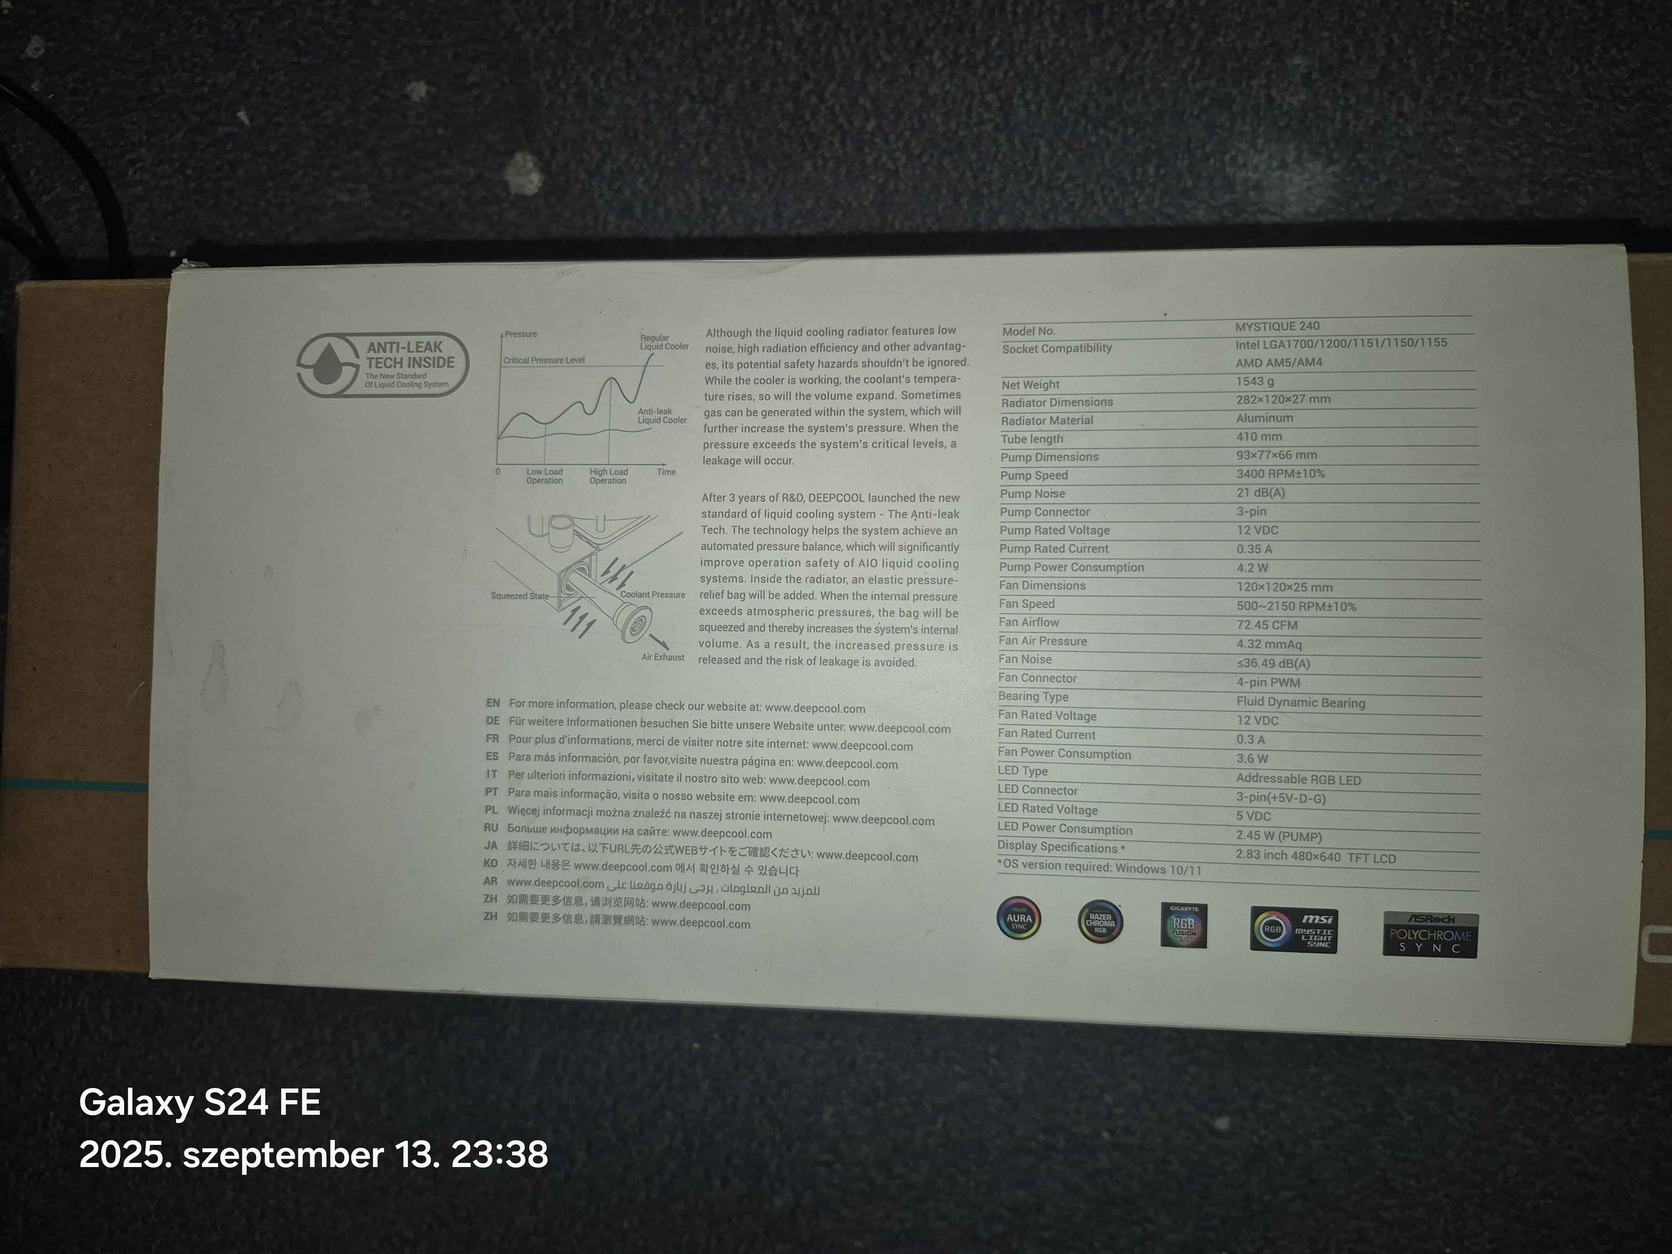 ANTI-LEAK
TECH INSIDE
The New Standard
Of Liquid Cooling System
Pressure
Regular
Liquid Cooler
Critical Pressure Level
Anti-leak
Liquid Cooler
0
Low Load
Operation
High Load
Operation
Time
Squeezed State
Coolant Pressure
Air Exhaust
Although the liquid cooling radiator features low
noise, high radiation efficiency and other advantag-
es, its potential safety hazards shouldn't be ignored.
While the cooler is working, the coolant's tempera-
ture rises, so will the volume expand. Sometimes
gas can be generated within the system, which will
further increase the system's pressure. When the
pressure exceeds the system's critical levels, a
leakage will occur.
After 3 years of R&D, DEEPCOOL launched the new
standard of liquid cooling system - The Anti-leak
Tech. The technology helps the system achieve an
automated pressure balance, which will significantly
improve operation safety of AIO liquid cooling
systems. Inside the radiator, an elastic pressure-
relief bag will be added. When the internal pressure
exceeds atmospheric pressures, the bag will be
squeezed and thereby increases the system's internal
volume. As a result, the increased pressure is
released and the risk of leakage is avoided.
EN For more information, please check our website at: www.deepcool.com
DE Für weitere Informationen besuchen Sie bitte unsere Website unter: www.deepcool.com
FR Pour plus d'informations, merci de visiter notre site internet: www.deepcool.com
ES Para más información, por favor,visite nuestra página en: www.deepcool.com
IT Per ulteriori informazioni, visitate il nostro sito web: www.deepcool.com
PT Para mais informação, visita o nosso website em: www.deepcool.com
PL Więcej informacji można znaleźć na naszej stronie internetowej: www.deepcool.com
RU Больше информации на сайте: www.deepcool.com
JA 詳細については、以下URL先の公式WEBサイトをご確認ください: www.deepcool.com
KO 자세한 내용은 www.deepcool.com 에서 확인하실 수 있습니다
AR للمزيد من المعلومات , يرجى زيارة موقعنا على www.deepcool.com
ZH 如需要更多信息, 请浏览网站: www.deepcool.com
ZH 如需要更多信息, 請瀏覽網站: www.deepcool.com
Model No. MYSTIQUE 240
Socket Compatibility Intel LGA1700/1200/1151/1150/1155
AMD AM5/AM4
Net Weight 1543 g
Radiator Dimensions 282×120×27 mm
Radiator Material Aluminum
Tube length 410 mm
Pump Dimensions 93×77×66 mm
Pump Speed 3400 RPM±10%
Pump Noise 21 dB(A)
Pump Connector 3-pin
Pump Rated Voltage 12 VDC
Pump Rated Current 0.35 A
Pump Power Consumption 4.2 W
Fan Dimensions 120×120×25 mm
Fan Speed 500~2150 RPM±10%
Fan Airflow 72.45 CFM
Fan Air Pressure 4.32 mmAq
Fan Noise ≤36.49 dB(A)
Fan Connector 4-pin PWM
Bearing Type Fluid Dynamic Bearing
Fan Rated Voltage 12 VDC
Fan Rated Current 0.3 A
Fan Power Consumption 3.6 W
LED Type Addressable RGB LED
LED Connector 3-pin(+5V-D-G)
LED Rated Voltage 5 VDC
LED Power Consumption 2.45 W (PUMP)
Display Specifications * 2.83 inch 480×640 TFT LCD
*OS version required: Windows 10/11
AURA
SYNC
RAZER
CHROMA
RGB
GIGABYTE
RGB
FUSION
RGB
msi
MYSTIC
LIGHT
SYNC
ASRock
POLYCHROME
SYNC
Galaxy S24 FE
2025. szeptember 13. 23:38